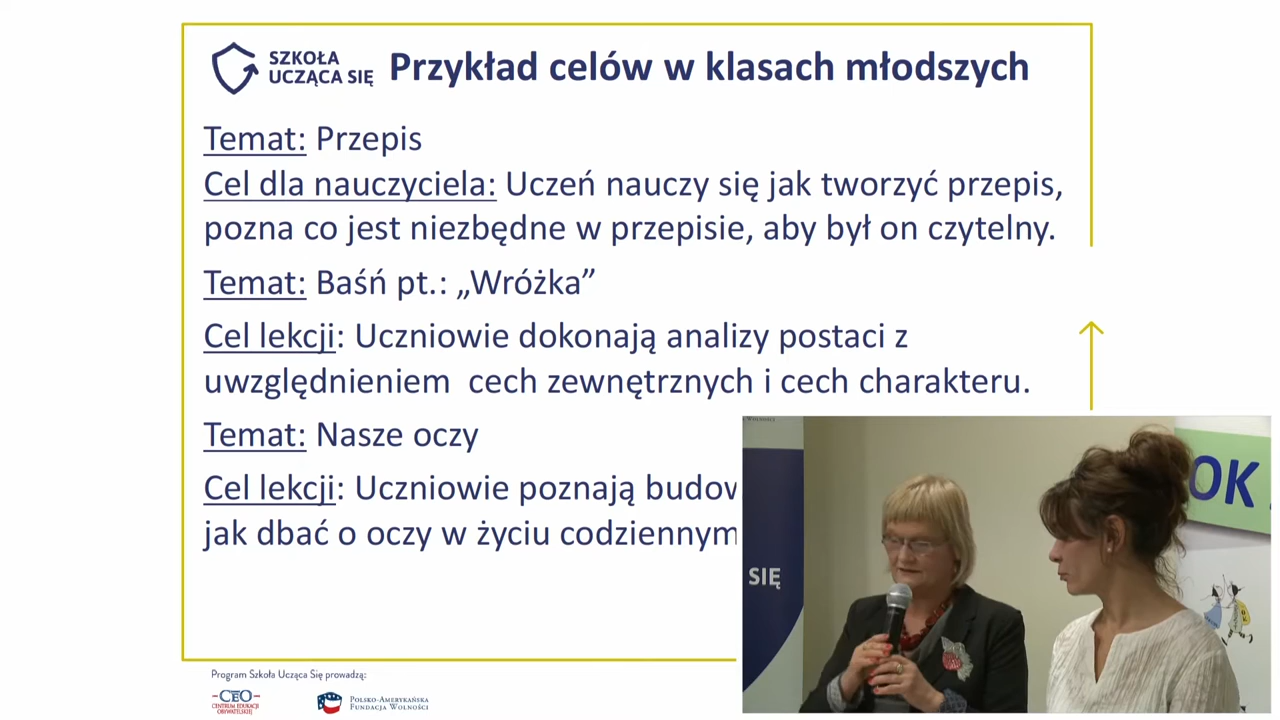 SZKOŁA
UCZĄCA SIĘ
Przykład celów w klasach młodszych
Temat: Przepis
Cel dla nauczyciela: Uczeń nauczy się jak tworzyć przepis,
pozna co jest niezbędne w przepisie, aby był on czytelny.
Temat: Baśń pt.: „Wróżka”
Cel lekcji: Uczniowie dokonają analizy postaci z
uwzględnieniem cech zewnętrznych i cech charakteru.
Temat: Nasze oczy
Cel lekcji: Uczniowie poznają
jak dbać o oczy w życiu codziennym
OK
SIĘ
Program Szkoła Ucząca Się prowadzą:
CEO
CENTRUM EDUKACJI
OBYWATELSKIEJ
POLSKO-AMERYKAŃSKA
FUNDACJA WOLNOŚCI